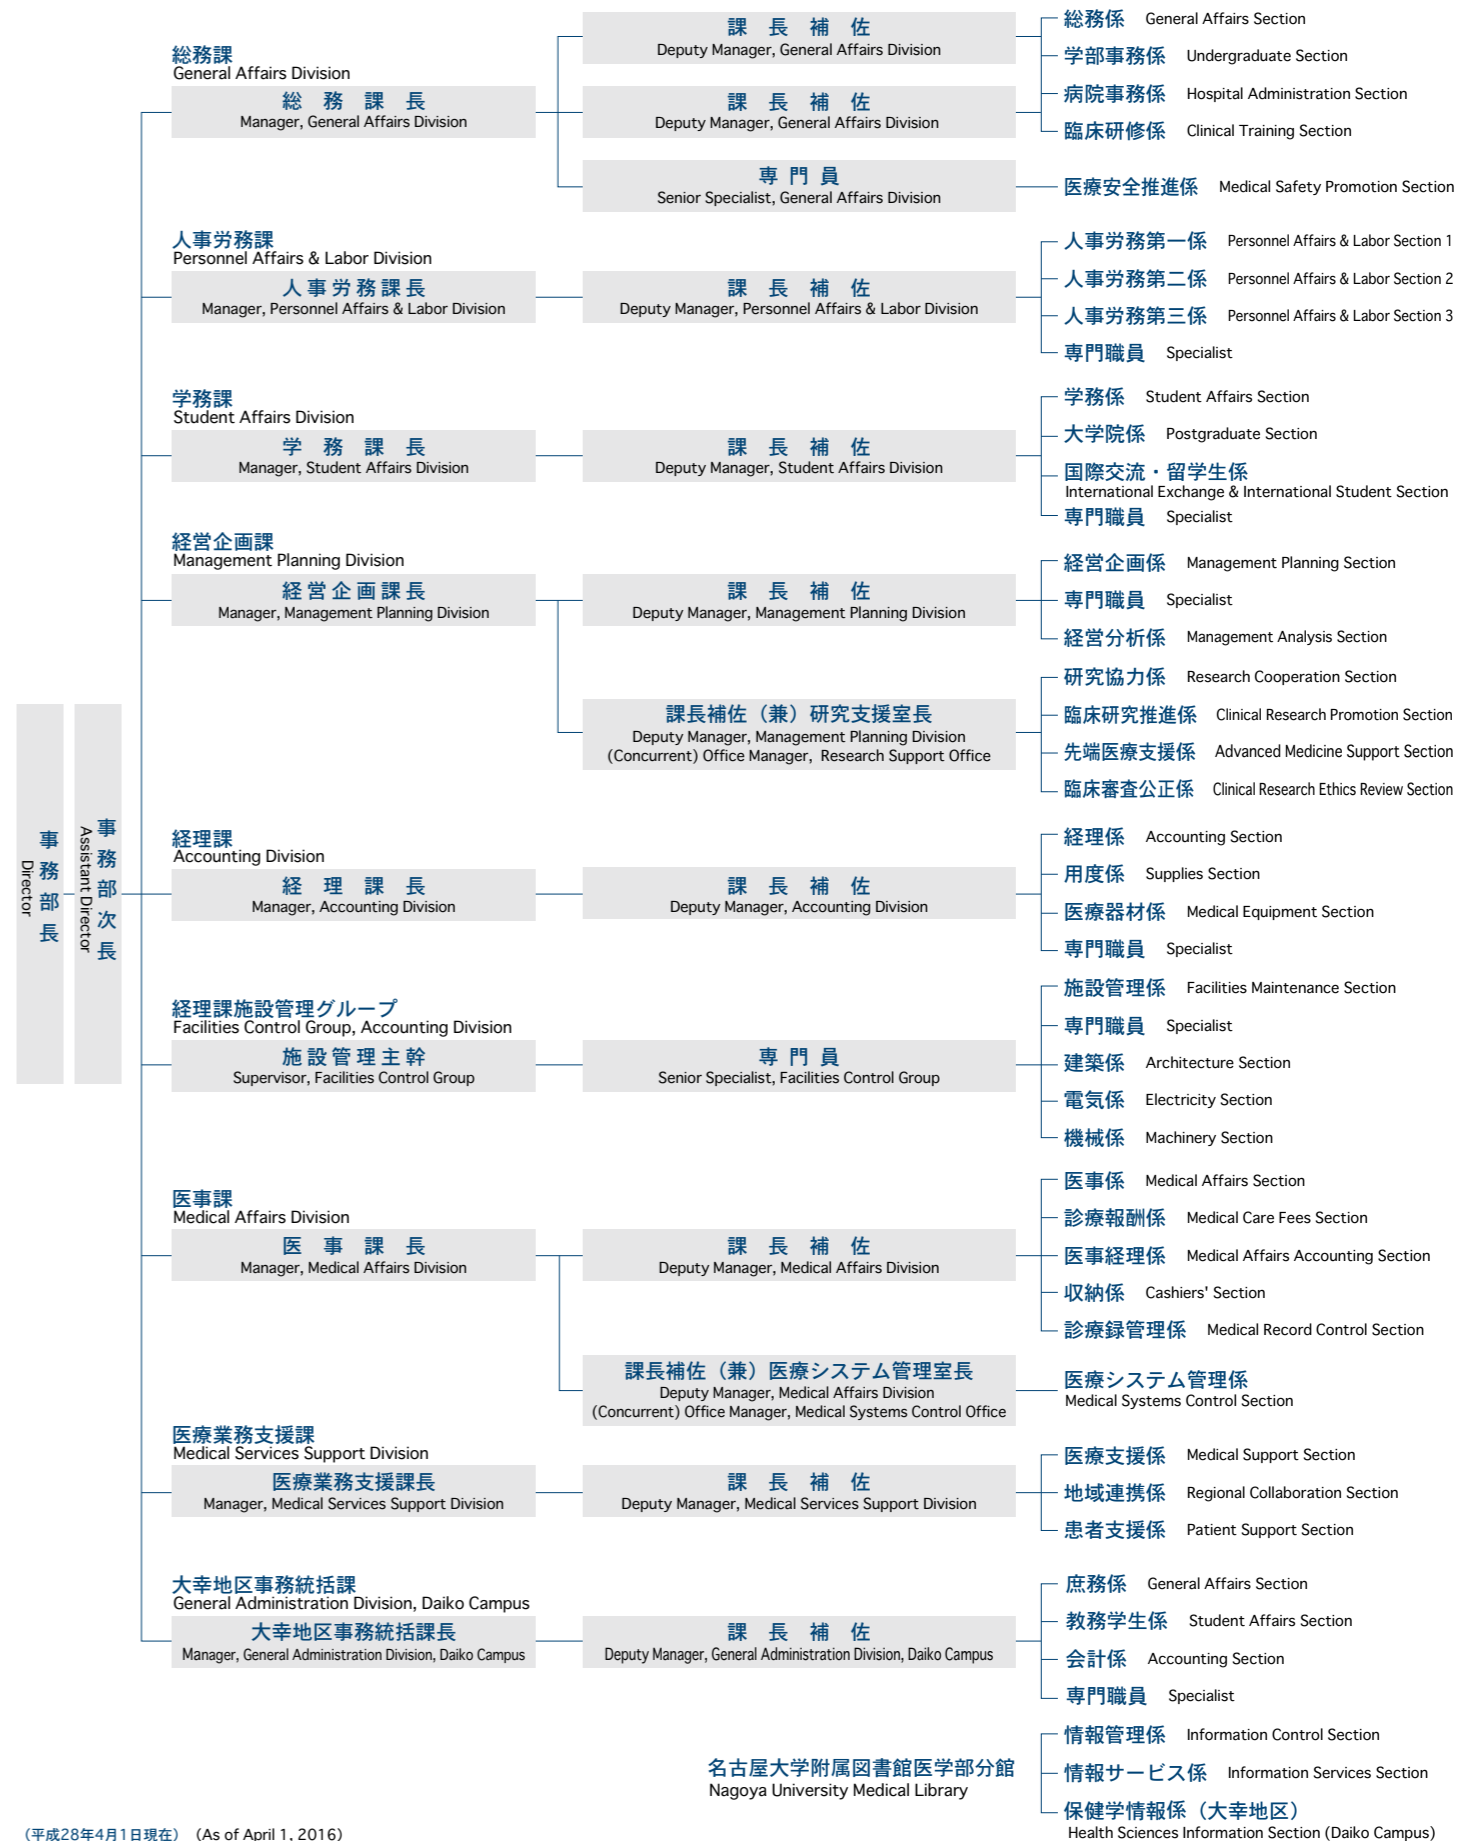 事務部長
Director
事務部次長
Assistant Director
総務課
General Affairs Division
総務課長
Manager, General Affairs Division
課長補佐
Deputy Manager, General Affairs Division
課長補佐
Deputy Manager, General Affairs Division
総務係 General Affairs Section
学部事務係 Undergraduate Section
病院事務係 Hospital Administration Section
臨床研修係 Clinical Training Section
専門員
Senior Specialist, General Affairs Division
医療安全推進係 Medical Safety Promotion Section
人事労務課
Personnel Affairs & Labor Division
人事労務課長
Manager, Personnel Affairs & Labor Division
課長補佐
Deputy Manager, Personnel Affairs & Labor Division
人事労務第一係 Personnel Affairs & Labor Section 1
人事労務第二係 Personnel Affairs & Labor Section 2
人事労務第三係 Personnel Affairs & Labor Section 3
専門職員 Specialist
学務課
Student Affairs Division
学務課長
Manager, Student Affairs Division
課長補佐
Deputy Manager, Student Affairs Division
学務係 Student Affairs Section
大学院係 Postgraduate Section
国際交流・留学生係
International Exchange & International Student Section
専門職員 Specialist
経営企画課
Management Planning Division
経営企画課長
Manager, Management Planning Division
課長補佐
Deputy Manager, Management Planning Division
経営企画係 Management Planning Section
専門職員 Specialist
経営分析係 Management Analysis Section
課長補佐（兼）研究支援室長
Deputy Manager, Management Planning Division
(Concurrent) Office Manager, Research Support Office
研究協力係 Research Cooperation Section
臨床研究推進係 Clinical Research Promotion Section
先端医療支援係 Advanced Medicine Support Section
臨床審査公正係 Clinical Research Ethics Review Section
経理課
Accounting Division
経理課長
Manager, Accounting Division
課長補佐
Deputy Manager, Accounting Division
経理係 Accounting Section
用度係 Supplies Section
医療器材係 Medical Equipment Section
専門職員 Specialist
経理課施設管理グループ
Facilities Control Group, Accounting Division
施設管理主幹
Supervisor, Facilities Control Group
専門員
Senior Specialist, Facilities Control Group
施設管理係 Facilities Maintenance Section
専門職員 Specialist
建築係 Architecture Section
電気係 Electricity Section
機械係 Machinery Section
医事課
Medical Affairs Division
医事課長
Manager, Medical Affairs Division
課長補佐
Deputy Manager, Medical Affairs Division
医事係 Medical Affairs Section
診療報酬係 Medical Care Fees Section
医事経理係 Medical Affairs Accounting Section
収納係 Cashiers' Section
診療録管理係 Medical Record Control Section
課長補佐（兼）医療システム管理室長
Deputy Manager, Medical Affairs Division
(Concurrent) Office Manager, Medical Systems Control Office
医療システム管理係
Medical Systems Control Section
医療業務支援課
Medical Services Support Division
医療業務支援課長
Manager, Medical Services Support Division
課長補佐
Deputy Manager, Medical Services Support Division
医療支援係 Medical Support Section
地域連携係 Regional Collaboration Section
患者支援係 Patient Support Section
大幸地区事務統括課
General Administration Division, Daiko Campus
大幸地区事務統括課長
Manager, General Administration Division, Daiko Campus
課長補佐
Deputy Manager, General Administration Division, Daiko Campus
庶務係 General Affairs Section
教務学生係 Student Affairs Section
会計係 Accounting Section
専門職員 Specialist
名古屋大学附属図書館医学部分館
Nagoya University Medical Library
情報管理係 Information Control Section
情報サービス係 Information Services Section
保健学情報係（大幸地区）
Health Sciences Information Section (Daiko Campus)
（平成28年4月1日現在） (As of April 1, 2016)